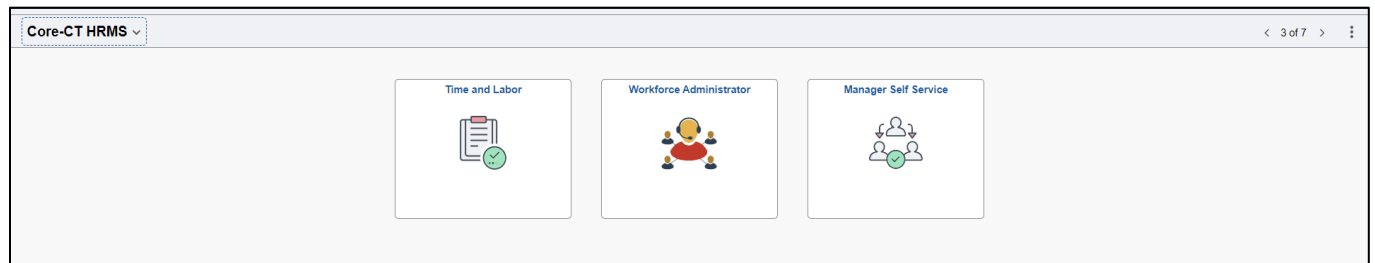 Core-CT HRMS
3 of 7
Time and Labor
Workforce Administrator
Manager Self Service